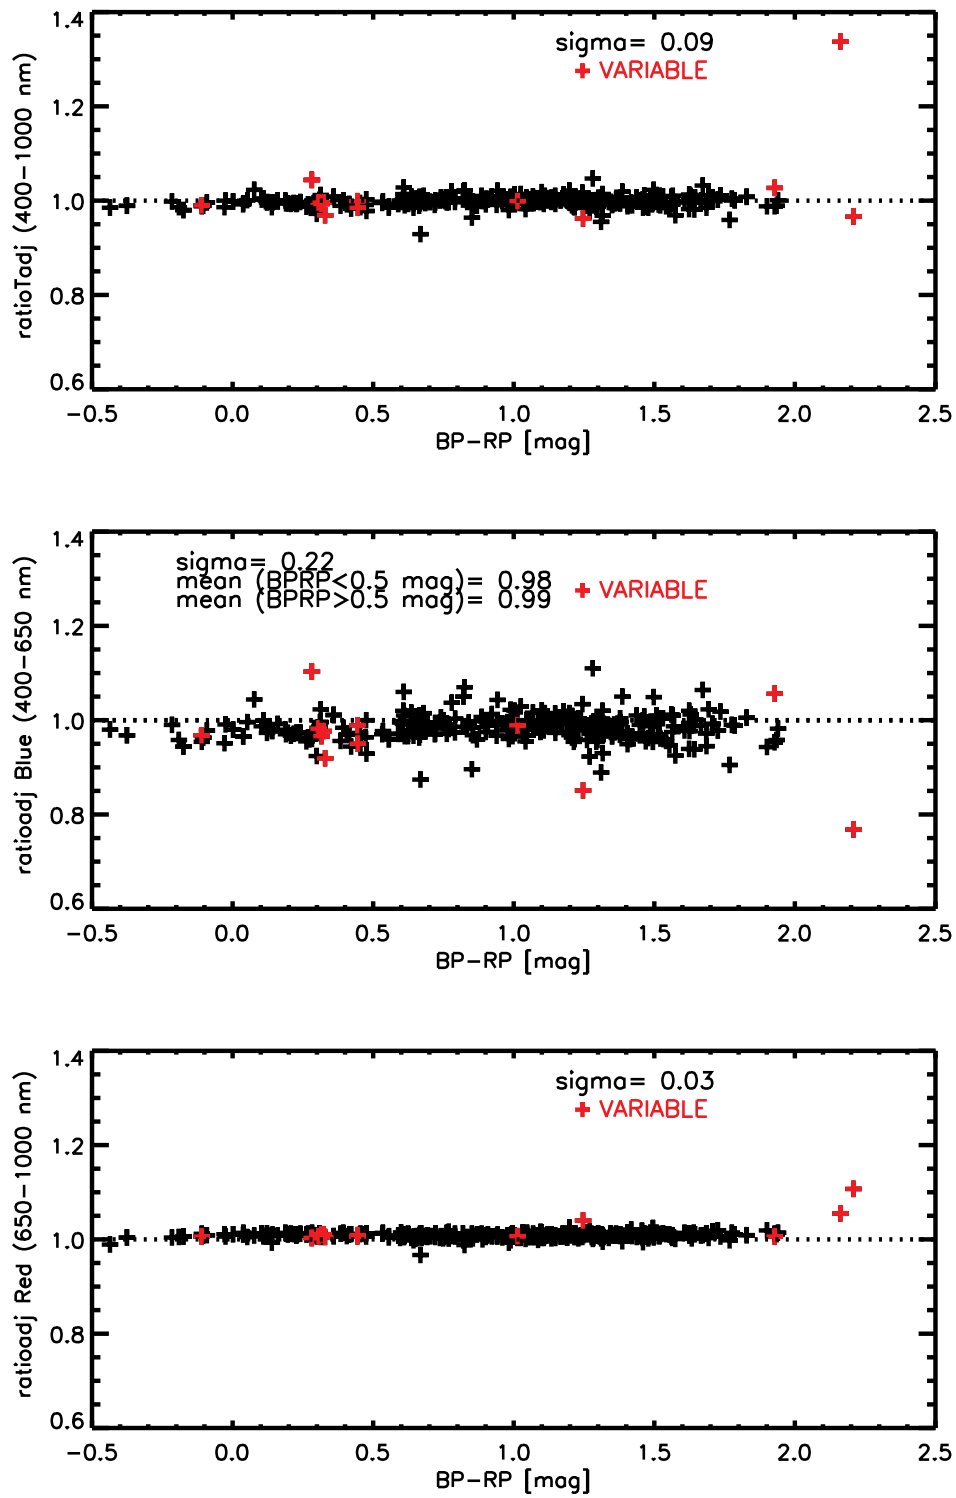 1.4
1.2
1.0
0.8
0.6
ratioTadj (400-1000 nm)
sigma= 0.09
+ VARIABLE
-0.5 0.0 0.5 1.0 1.5 2.0 2.5
BP-RP [mag]
1.4
1.2
1.0
0.8
0.6
ratioadj Blue (400-650 nm)
sigma= 0.22
mean (BPRP<0.5 mag)= 0.98
mean (BPRP>0.5 mag)= 0.99
+ VARIABLE
-0.5 0.0 0.5 1.0 1.5 2.0 2.5
BP-RP [mag]
1.4
1.2
1.0
0.8
0.6
ratioadj Red (650-1000 nm)
sigma= 0.03
+ VARIABLE
-0.5 0.0 0.5 1.0 1.5 2.0 2.5
BP-RP [mag]